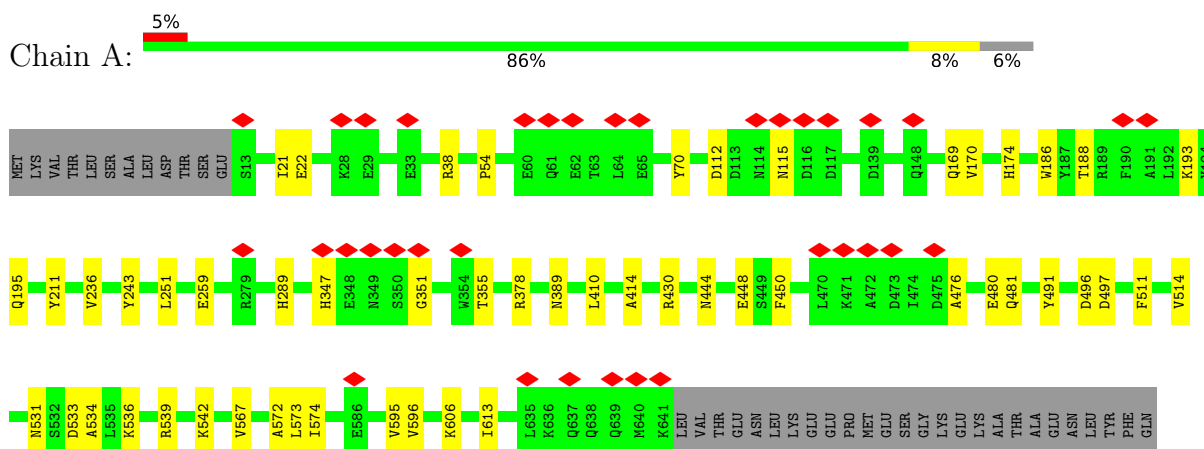 5%
Chain A:
86% 8% 6%
MET LYS VAL THR LEU SER ALA LEU ASP THR SER GLU S13 I21 E22 K28 E29 E33 R38 P54 E60 Q61 E62 T63 L64 E65 Y70 D112 D113 N114 N115 D116 D117 D139 Q148 Q169 V170 H174 W186 Y187 T188 R189 F190 A191 L192 K193
Q195 Y211 V236 Y243 L251 E259 R279 H289 H347 E348 N349 S350 G351 W354 T355 R378 N389 L410 A414 R430 N444 E448 S449 F450 L470 K471 A472 D473 I474 D475 A476 E480 Q481 Y491 D496 D497 F511 V514
N531 S532 D533 A534 L535 K536 R539 K542 V567 A572 L573 I574 E586 V595 V596 K606 I613 L635 K636 Q637 Q638 Q639 M640 K641 LEU VAL THR GLU ASN LEU LYS GLU GLU PRO MET GLU SER GLY LYS GLU LYS ALA THR ALA GLU ASN LEU TYR PHE GLN